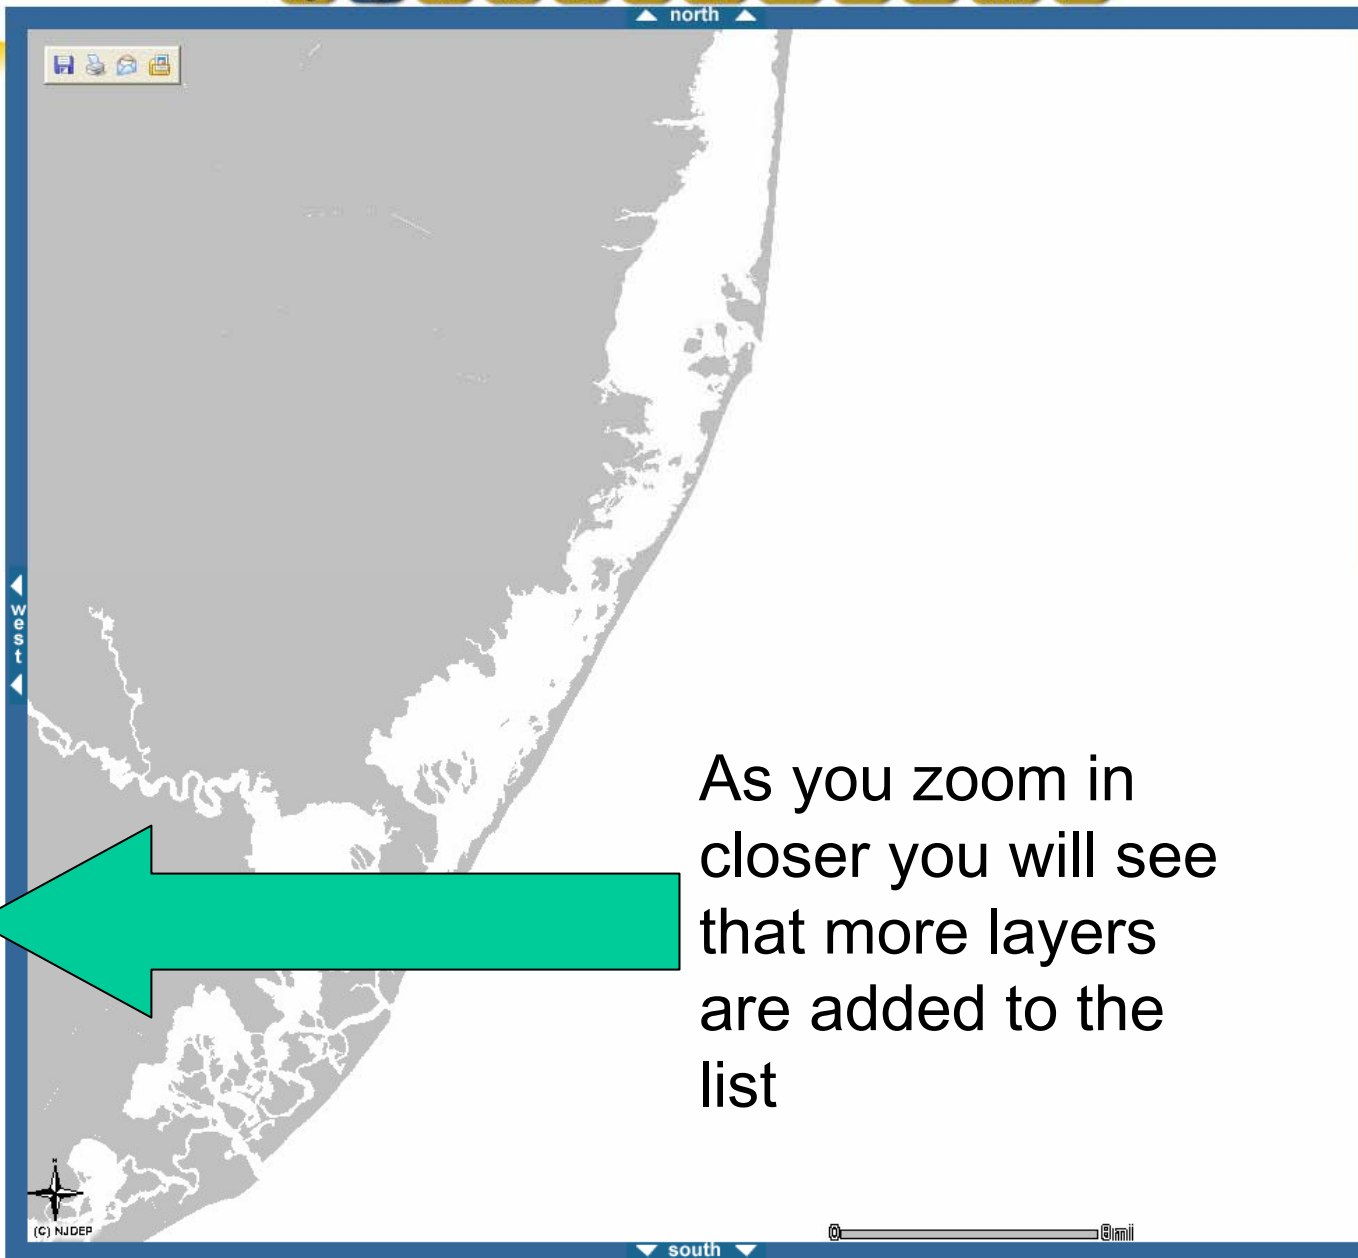 north
west
As you zoom in
closer you will see
that more layers
are added to the
list
N
(C) NJDEP
0 8mi
south